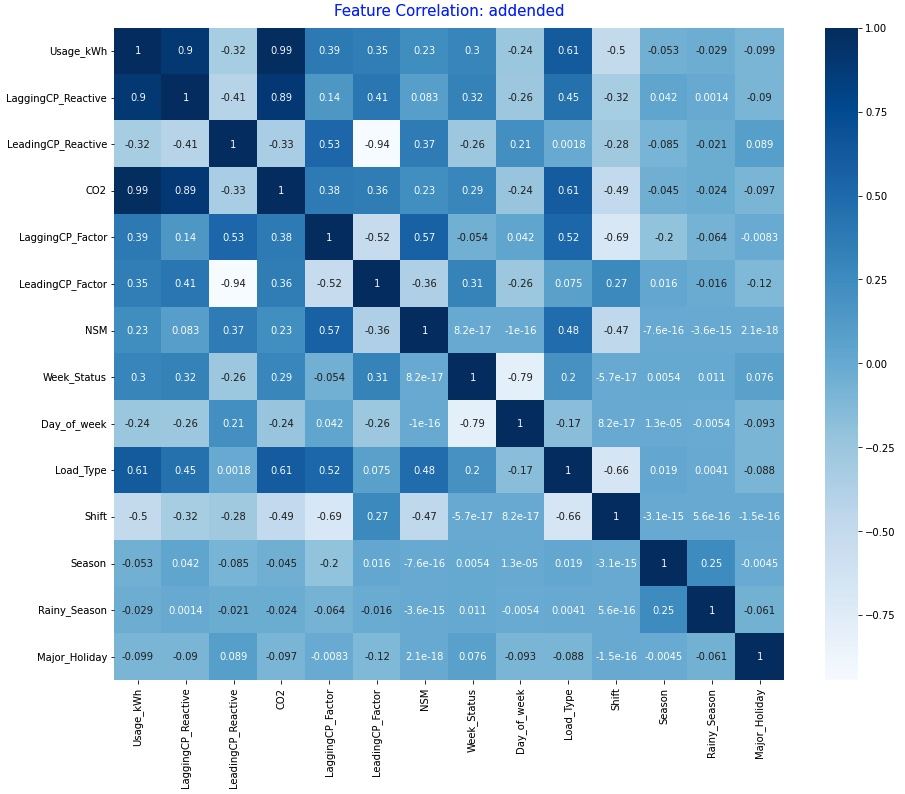 Feature Correlation: addended
Usage_kWh 1 0.9 -0.32 0.99 0.39 0.35 0.23 0.3 -0.24 0.61 -0.5 -0.053 -0.029 -0.099
LaggingCP_Reactive 0.9 1 -0.41 0.89 0.14 0.41 0.083 0.32 -0.26 0.45 -0.32 0.042 0.0014 -0.09
LeadingCP_Reactive -0.32 -0.41 1 -0.33 0.53 -0.94 0.37 -0.26 0.21 0.0018 -0.28 -0.085 -0.021 0.089
CO2 0.99 0.89 -0.33 1 0.38 0.36 0.23 0.29 -0.24 0.61 -0.49 -0.045 -0.024 -0.097
LaggingCP_Factor 0.39 0.14 0.53 0.38 1 -0.52 0.57 -0.054 0.042 0.52 -0.69 -0.2 -0.064 -0.0083
LeadingCP_Factor 0.35 0.41 -0.94 0.36 -0.52 1 -0.36 0.31 -0.26 0.075 0.27 0.016 -0.016 -0.12
NSM 0.23 0.083 0.37 0.23 0.57 -0.36 1 8.2e-17 -1e-16 0.48 -0.47 -7.6e-16 -3.6e-15 2.1e-18
Week_Status 0.3 0.32 -0.26 0.29 -0.054 0.31 8.2e-17 1 -0.79 0.2 -5.7e-17 0.0054 0.011 0.076
Day_of_week -0.24 -0.26 0.21 -0.24 0.042 -0.26 -1e-16 -0.79 1 -0.17 8.2e-17 1.3e-05 -0.0054 -0.093
Load_Type 0.61 0.45 0.0018 0.61 0.52 0.075 0.48 0.2 -0.17 1 -0.66 0.019 0.0041 -0.088
Shift -0.5 -0.32 -0.28 -0.49 -0.69 0.27 -0.47 -5.7e-17 8.2e-17 -0.66 1 -3.1e-15 5.6e-16 -1.5e-16
Season -0.053 0.042 -0.085 -0.045 -0.2 0.016 -7.6e-16 0.0054 1.3e-05 0.019 -3.1e-15 1 0.25 -0.0045
Rainy_Season -0.029 0.0014 -0.021 -0.024 -0.064 -0.016 -3.6e-15 0.011 -0.0054 0.0041 5.6e-16 0.25 1 -0.061
Major_Holiday -0.099 -0.09 0.089 -0.097 -0.0083 -0.12 2.1e-18 0.076 -0.093 -0.088 -1.5e-16 -0.0045 -0.061 1
Usage_kWh
LaggingCP_Reactive
LeadingCP_Reactive
CO2
LaggingCP_Factor
LeadingCP_Factor
NSM
Week_Status
Day_of_week
Load_Type
Shift
Season
Rainy_Season
Major_Holiday
1.00
0.75
0.50
0.25
0.00
-0.25
-0.50
-0.75